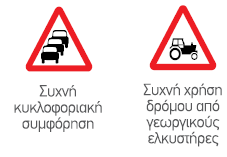 Συχνή
κυκλοφοριακή
συμφόρηση
Συχνή χρήση
δρόμου από
γεωργικούς
ελκυστήρες